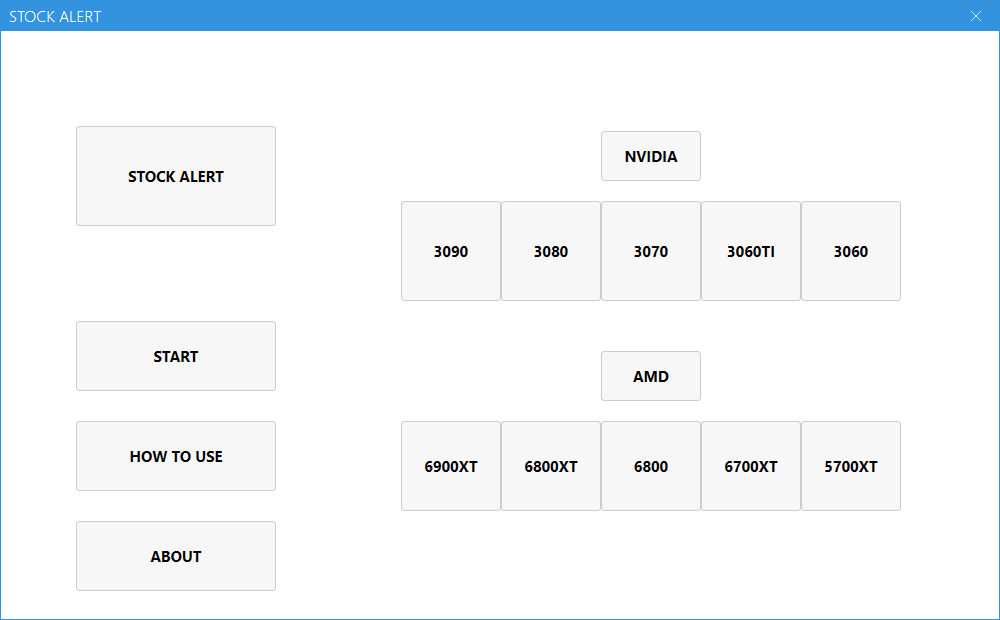 STOCK ALERT
STOCK ALERT
START
HOW TO USE
ABOUT
NVIDIA
3090 3080 3070 3060TI 3060
AMD
6900XT 6800XT 6800 6700XT 5700XT